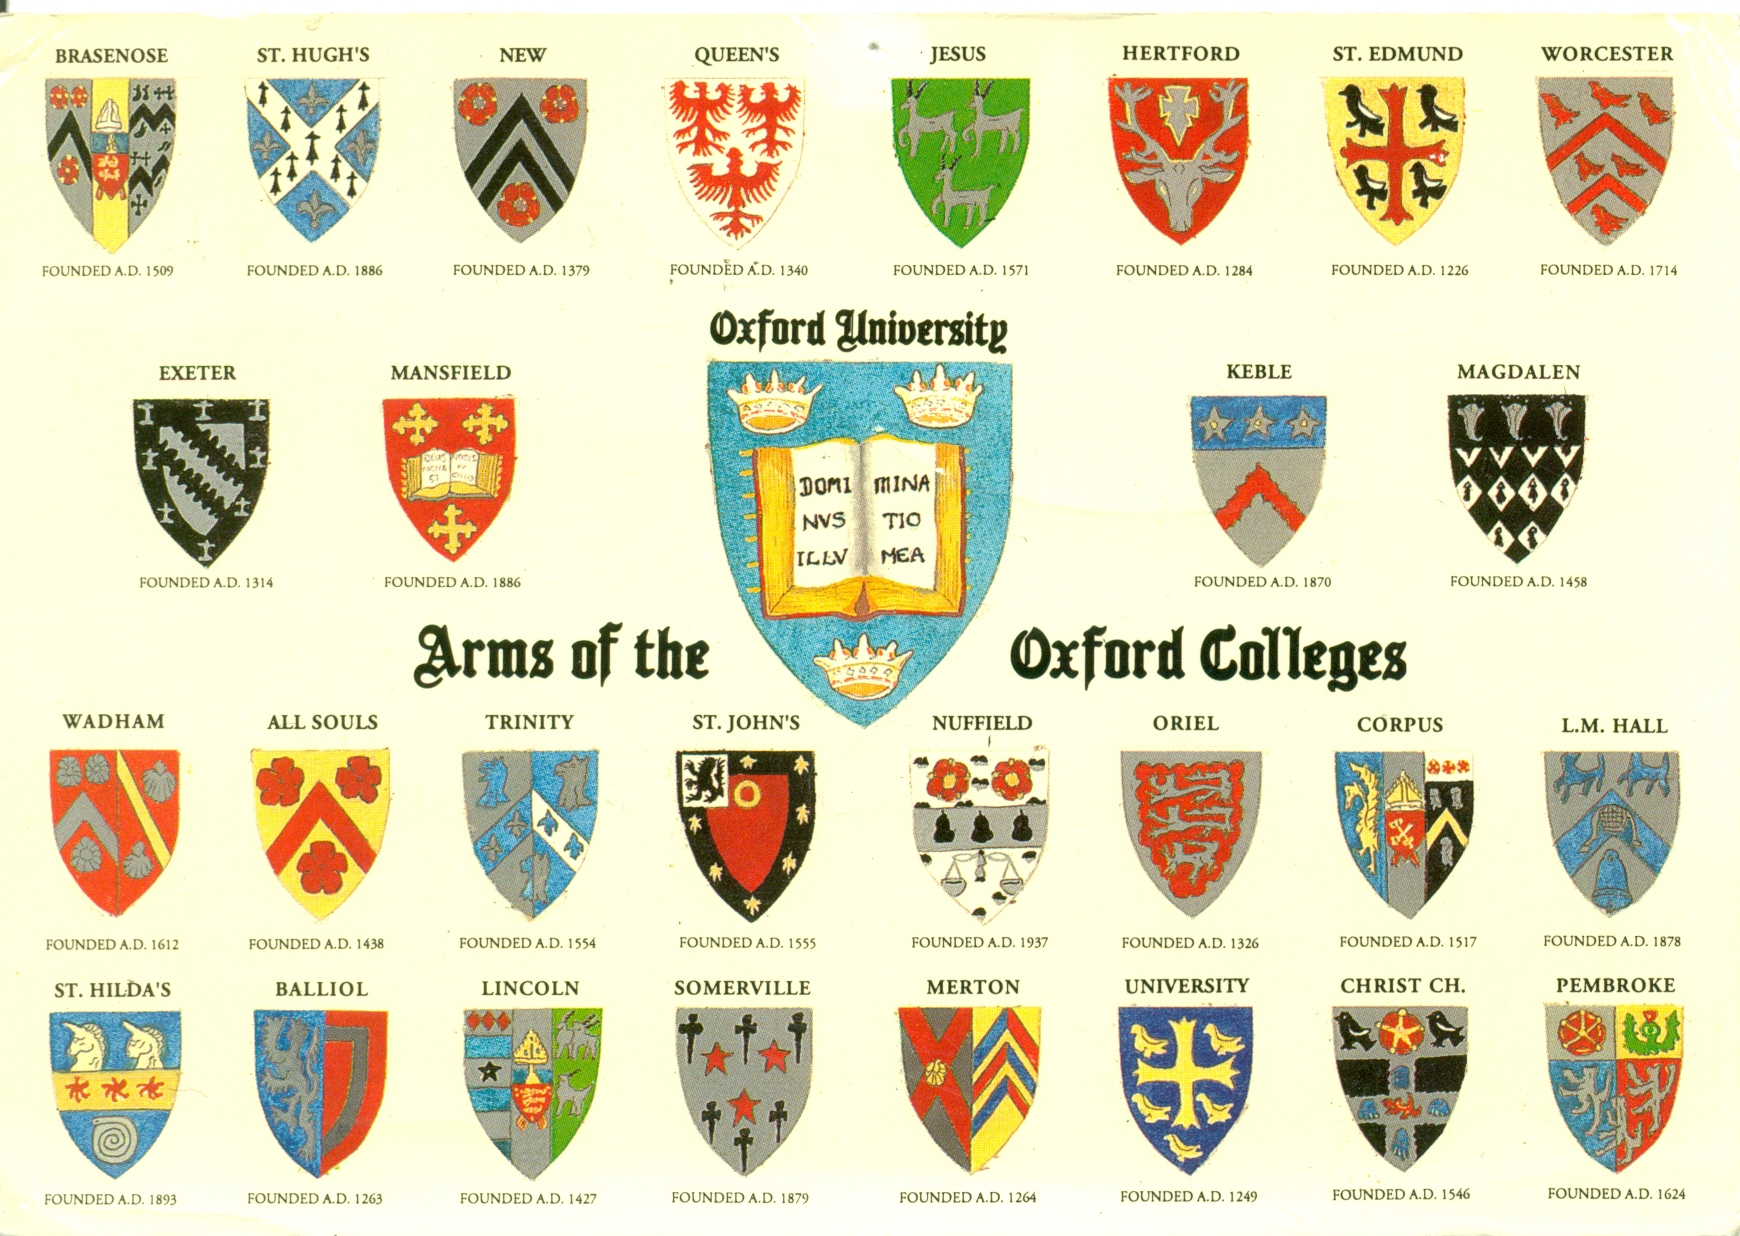 BRASENOSE ST. HUGH'S NEW QUEEN'S JESUS HERTFORD ST. EDMUND WORCESTER
FOUNDED A.D. 1509 FOUNDED A.D. 1886 FOUNDED A.D. 1379 FOUNDED A.D. 1340 FOUNDED A.D. 1571 FOUNDED A.D. 1284 FOUNDED A.D. 1226 FOUNDED A.D. 1714
Oxford University
EXETER MANSFIELD KEBLE MAGDALEN
DOMI MINA
NVS TIO
ILLV MEA
FOUNDED A.D. 1314 FOUNDED A.D. 1886 FOUNDED A.D. 1870 FOUNDED A.D. 1458
Arms of the Oxford Colleges
WADHAM ALL SOULS TRINITY ST. JOHN'S NUFFIELD ORIEL CORPUS L.M. HALL
FOUNDED A.D. 1612 FOUNDED A.D. 1438 FOUNDED A.D. 1554 FOUNDED A.D. 1555 FOUNDED A.D. 1937 FOUNDED A.D. 1326 FOUNDED A.D. 1517 FOUNDED A.D. 1878
ST. HILDA'S BALLIOL LINCOLN SOMERVILLE MERTON UNIVERSITY CHRIST CH. PEMBROKE
FOUNDED A.D. 1893 FOUNDED A.D. 1263 FOUNDED A.D. 1427 FOUNDED A.D. 1879 FOUNDED A.D. 1264 FOUNDED A.D. 1249 FOUNDED A.D. 1546 FOUNDED A.D. 1624